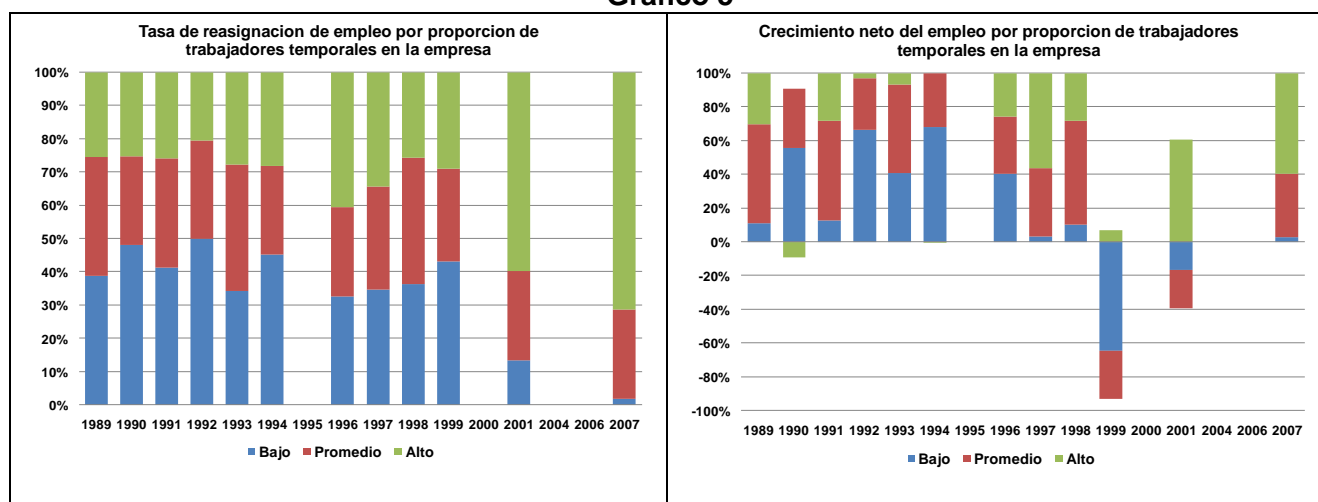 Tasa de reasignacion de empleo por proporcion de
trabajadores temporales en la empresa
100%
90%
80%
70%
60%
50%
40%
30%
20%
10%
0%
1989 1990 1991 1992 1993 1994 1995 1996 1997 1998 1999 2000 2001 2004 2006 2007
Bajo Promedio Alto
Crecimiento neto del empleo por proporcion de trabajadores
temporales en la empresa
100%
80%
60%
40%
20%
0%
-20%
-40%
-60%
-80%
-100%
1989 1990 1991 1992 1993 1994 1995 1996 1997 1998 1999 2000 2001 2004 2006 2007
Bajo Promedio Alto